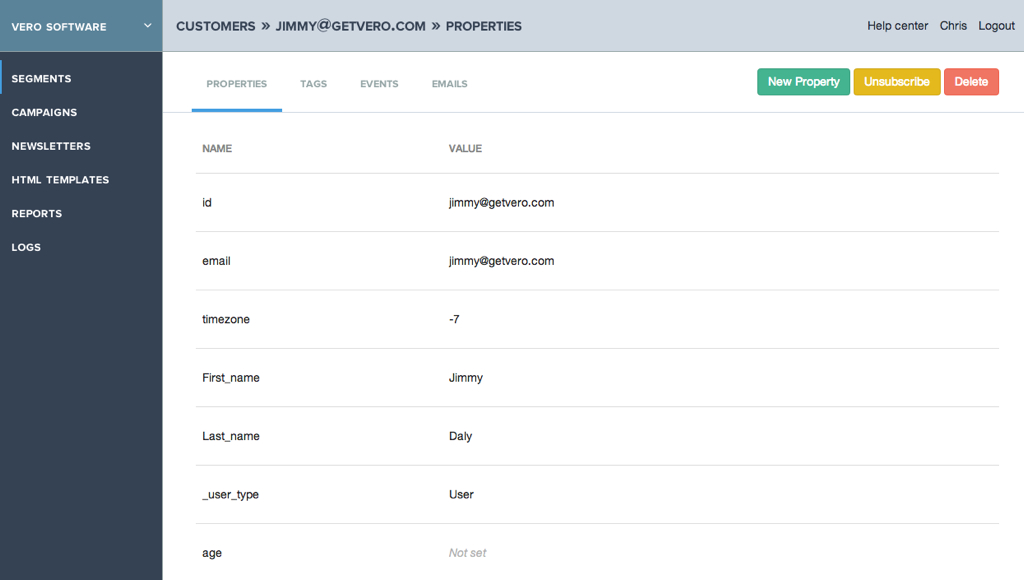 VERO SOFTWARE
CUSTOMERS » JIMMY@GETVERO.COM » PROPERTIES
Help center Chris Logout
SEGMENTS
CAMPAIGNS
NEWSLETTERS
HTML TEMPLATES
REPORTS
LOGS
PROPERTIES TAGS EVENTS EMAILS
New Property Unsubscribe Delete
NAME VALUE
id jimmy@getvero.com
email jimmy@getvero.com
timezone -7
First_name Jimmy
Last_name Daly
_user_type User
age Not set